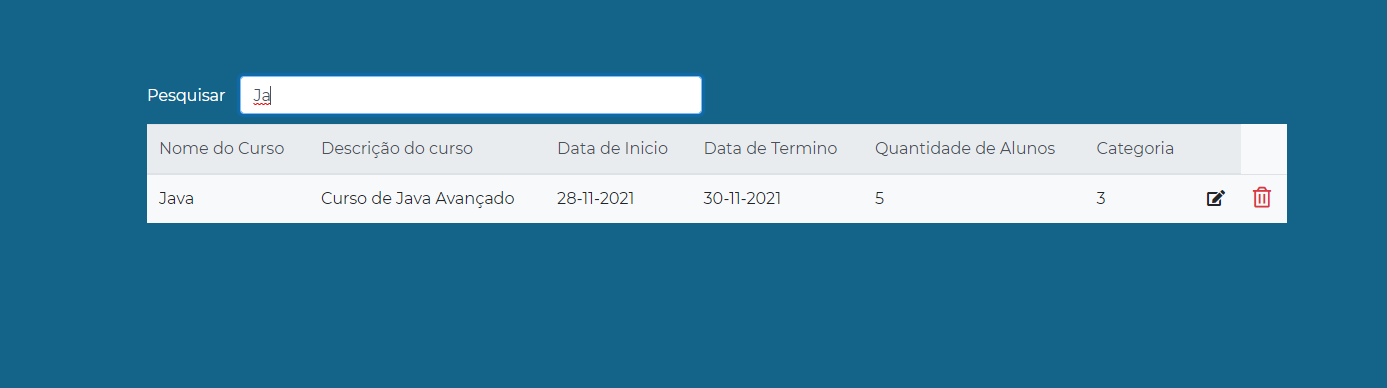 Pesquisar Ja
Nome do Curso Descrição do curso Data de Inicio Data de Termino Quantidade de Alunos Categoria
Java Curso de Java Avançado 28-11-2021 30-11-2021 5 3